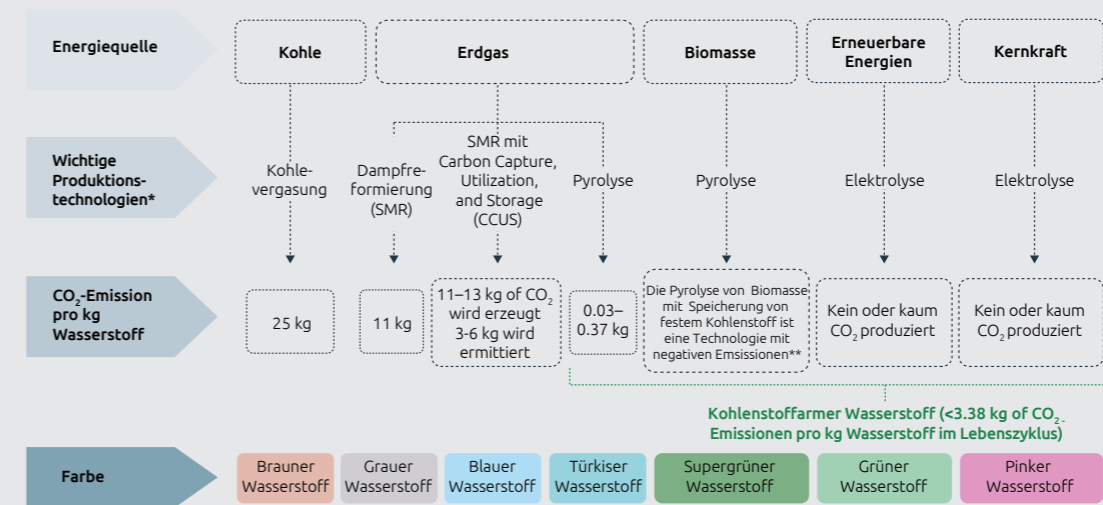 Energiequelle
Kohle
Erdgas
Biomasse
Erneuerbare
Energien
Kernkraft
Wichtige
Produktions-
technologien*
Kohle-
vergasung
Dampfre-
formierung
(SMR)
SMR mit
Carbon Capture,
Utilization,
and Storage
(CCUS)
Pyrolyse
Pyrolyse
Elektrolyse
Elektrolyse
CO₂-Emission
pro kg
Wasserstoff
25 kg
11 kg
11–13 kg of CO₂
wird erzeugt
3-6 kg wird
ermittiert
0.03–
0.37 kg
Die Pyrolyse von Biomasse
mit Speicherung von
festem Kohlenstoff ist
eine Technologie mit
negativen Emsissionen**
Kein oder kaum
CO₂ produziert
Kein oder kaum
CO₂ produziert
Kohlenstoffarmer Wasserstoff (<3.38 kg of CO₂-
Emissionen pro kg Wasserstoff im Lebenszyklus)
Farbe
Brauner
Wasserstoff
Grauer
Wasserstoff
Blauer
Wasserstoff
Türkiser
Wasserstoff
Supergrüner
Wasserstoff
Grüner
Wasserstoff
Pinker
Wasserstoff